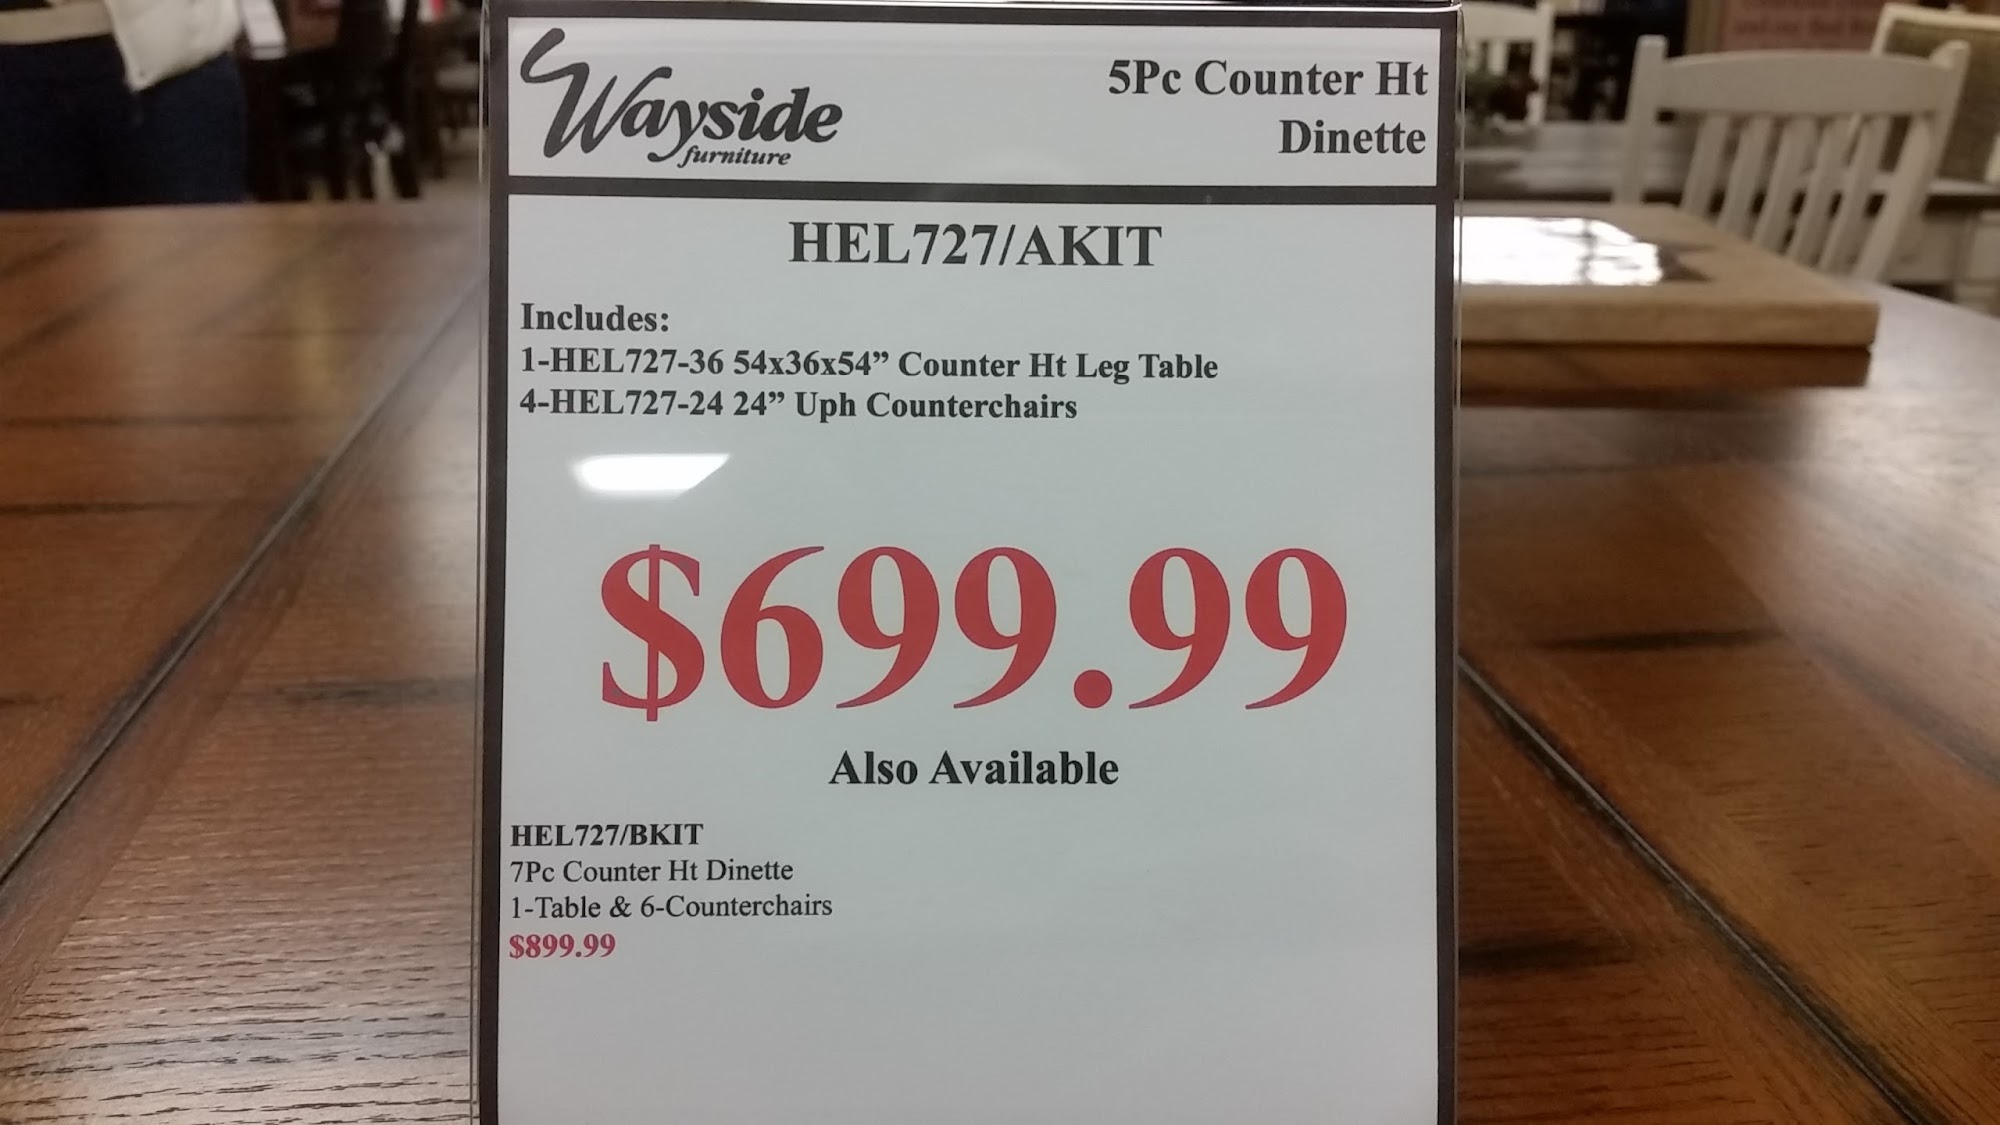 Wayside
furniture
5Pc Counter Ht
Dinette
HEL727/AKIT
Includes:
1-HEL727-36 54x36x54” Counter Ht Leg Table
4-HEL727-24 24” Uph Counterchairs
$699.99
Also Available
HEL727/BKIT
7Pc Counter Ht Dinette
1-Table & 6-Counterchairs
$899.99